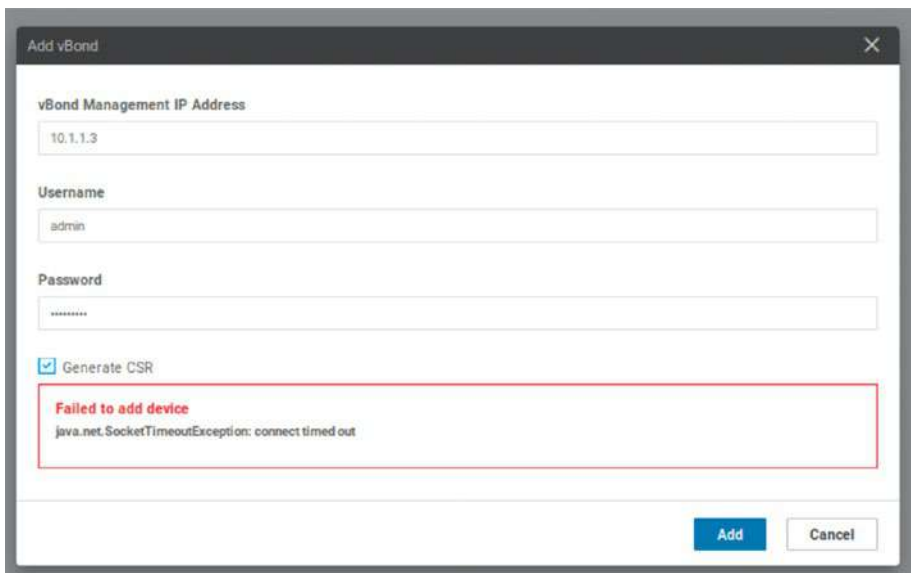 Add vBond
vBond Management IP Address
10.1.1.3
Username
admin
Password
•••••••••
Generate CSR
Failed to add device
java.net.SocketTimeoutException: connect timed out
Add
Cancel